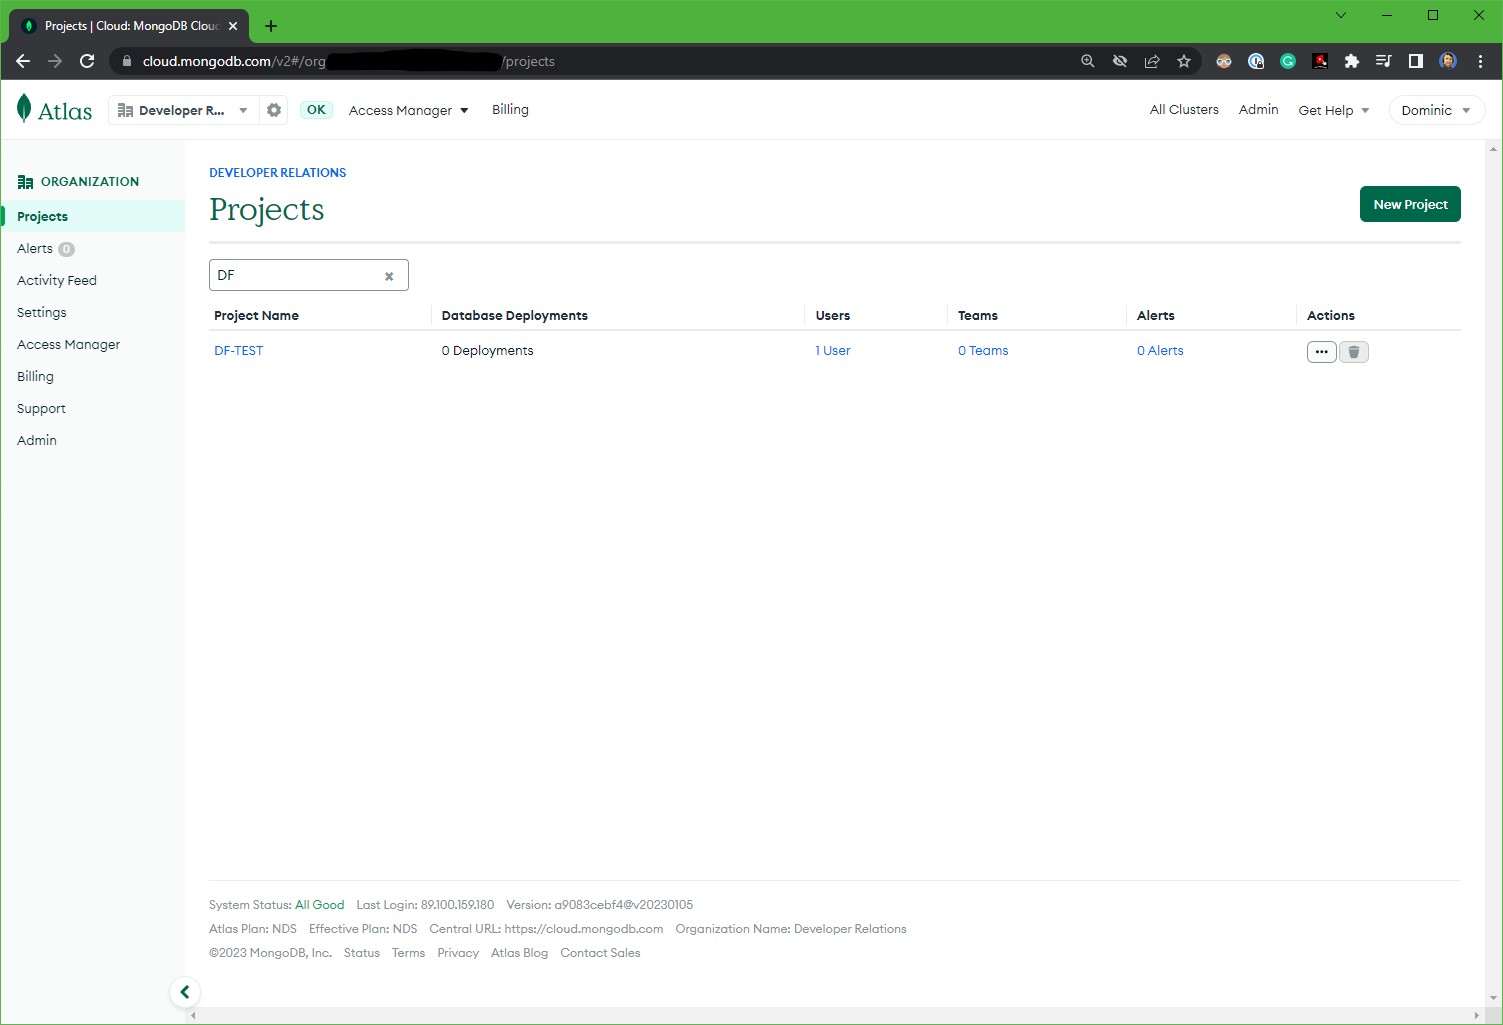 Projects | Cloud: MongoDB Cloud
cloud.mongodb.com/v2#/org /projects
Atlas Developer R... OK Access Manager Billing All Clusters Admin Get Help Dominic
ORGANIZATION
Projects
Alerts 0
Activity Feed
Settings
Access Manager
Billing
Support
Admin
DEVELOPER RELATIONS
Projects
New Project
DF
Project Name Database Deployments Users Teams Alerts Actions
DF-TEST 0 Deployments 1 User 0 Teams 0 Alerts
System Status: All Good Last Login: 89.100.159.180 Version: a9083cebf4@v20230105
Atlas Plan: NDS Effective Plan: NDS Central URL: https://cloud.mongodb.com Organization Name: Developer Relations
©2023 MongoDB, Inc. Status Terms Privacy Atlas Blog Contact Sales